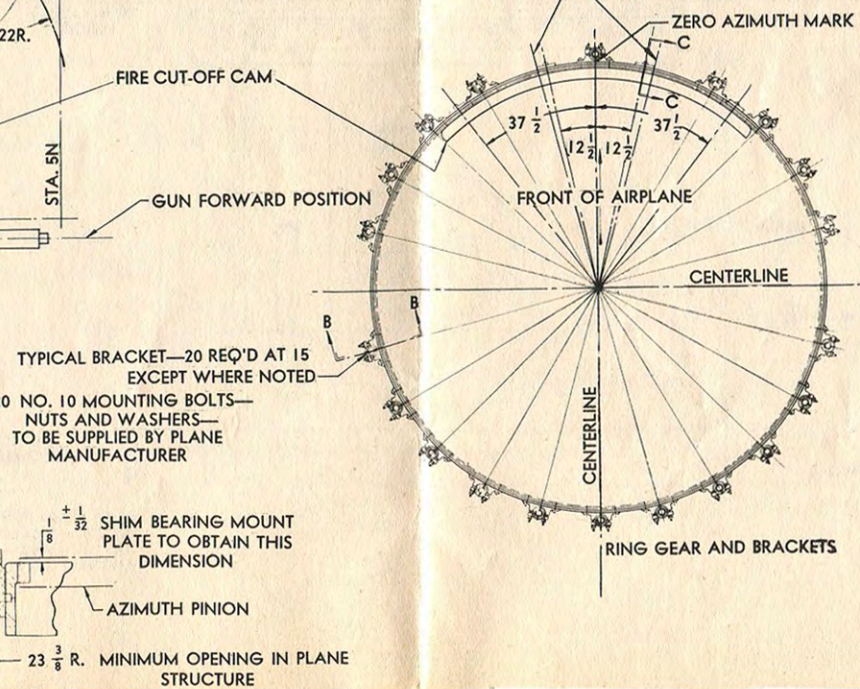 22R.
ZERO AZIMUTH MARK
C
FIRE CUT-OFF CAM
C
37 1/2
37 1/2
12 1/2
12 1/2
STA. 5N
GUN FORWARD POSITION
FRONT OF AIRPLANE
CENTERLINE
B
B
TYPICAL BRACKET—20 REQ'D AT 15
EXCEPT WHERE NOTED
0 NO. 10 MOUNTING BOLTS—
NUTS AND WASHERS—
TO BE SUPPLIED BY PLANE
MANUFACTURER
CENTERLINE
1/8 ± 1/32
SHIM BEARING MOUNT
PLATE TO OBTAIN THIS
DIMENSION
RING GEAR AND BRACKETS
AZIMUTH PINION
23 3/8 R. MINIMUM OPENING IN PLANE
STRUCTURE